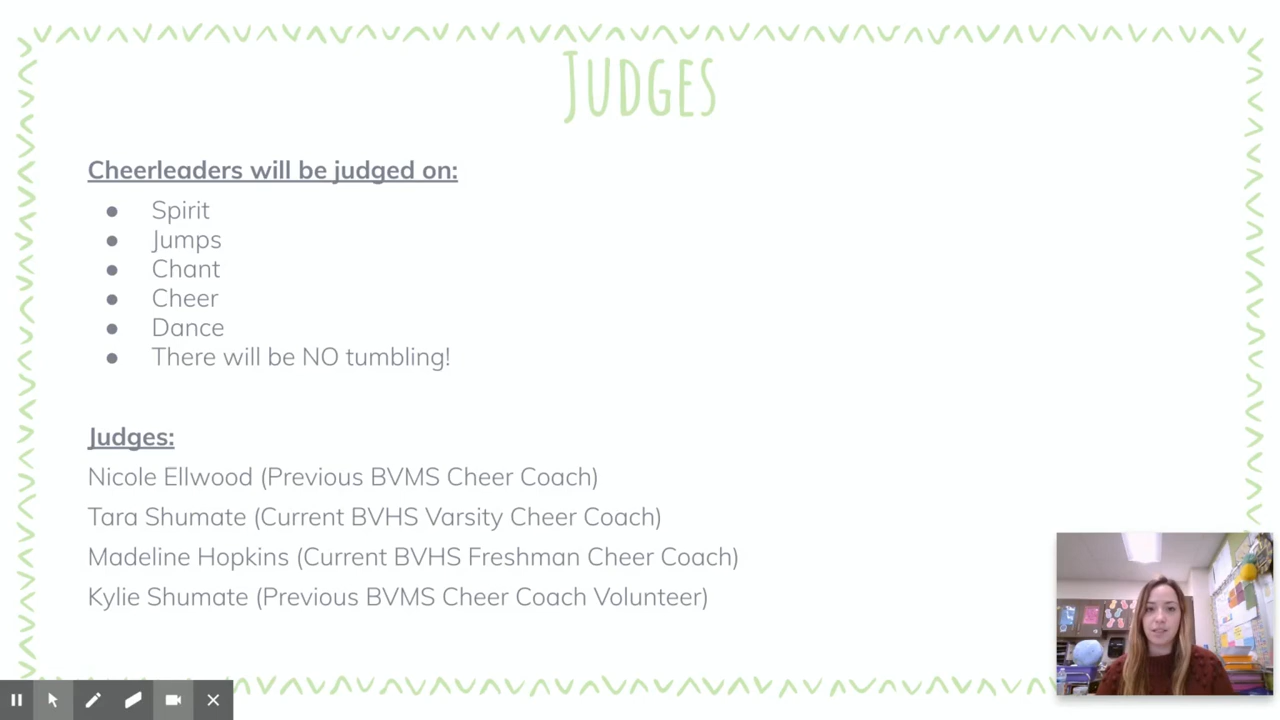 Judges
Cheerleaders will be judged on:
● Spirit
● Jumps
● Chant
● Cheer
● Dance
● There will be NO tumbling!
Judges:
Nicole Ellwood (Previous BVMS Cheer Coach)
Tara Shumate (Current BVHS Varsity Cheer Coach)
Madeline Hopkins (Current BVHS Freshman Cheer Coach)
Kylie Shumate (Previous BVMS Cheer Coach Volunteer)